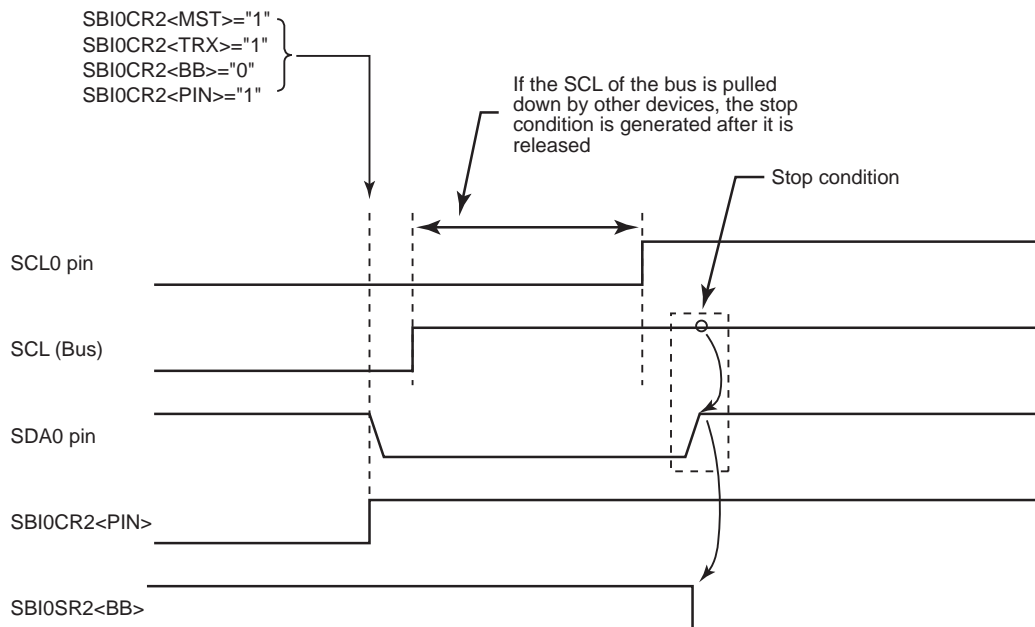 SBI0CR2<MST>="1"
SBI0CR2<TRX>="1"
SBI0CR2<BB>="0"
SBI0CR2<PIN>="1"
If the SCL of the bus is pulled
down by other devices, the stop
condition is generated after it is
released
Stop condition
SCL0 pin
SCL (Bus)
SDA0 pin
SBI0CR2<PIN>
SBI0SR2<BB>